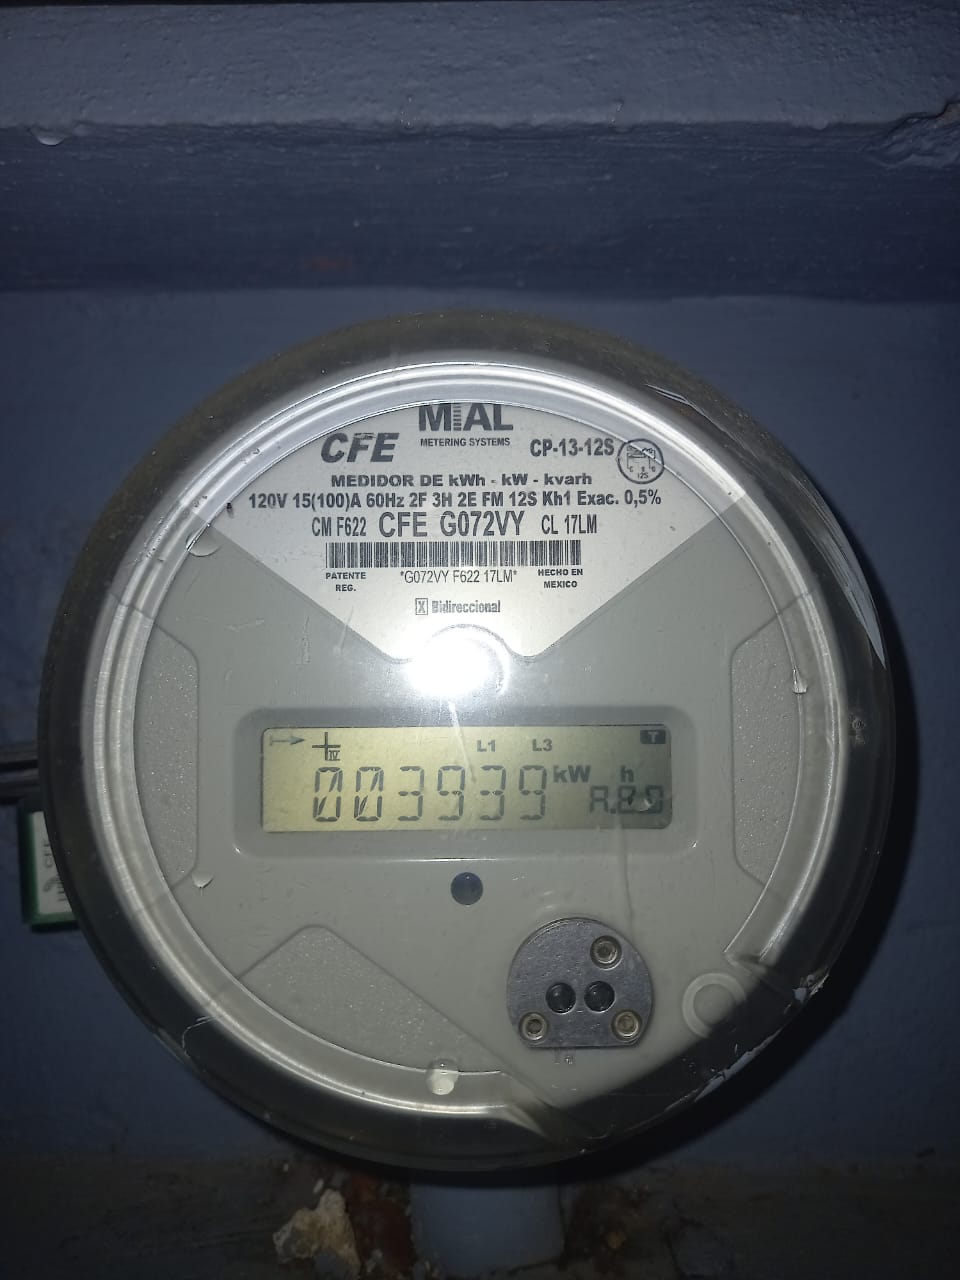 MIAL
METERING SYSTEMS
CFE
CP-13-12S
MEDIDOR DE kWh - kW - kvarh
120V 15(100)A 60Hz 2F 3H 2E FM 12S Kh1 Exac. 0,5%
CM F622 CFE G072VY CL 17LM
PATENTE REG.
*G072VY F622 17LM*
HECHO EN MEXICO
X Bidireccional
IV L1 L3 T
003939 kW h